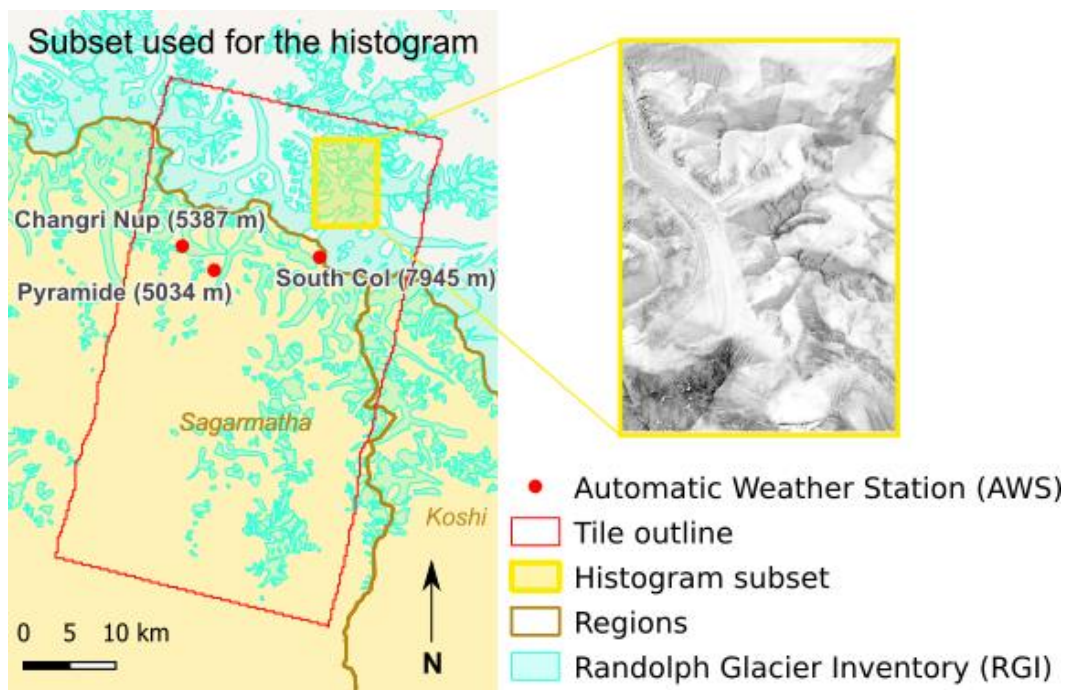 Subset used for the histogram
Changri Nup (5387 m)
Pyramide (5034 m)
South Col (7945 m)
Sagarmatha
Koshi
0 5 10 km
N
Automatic Weather Station (AWS)
Tile outline
Histogram subset
Regions
Randolph Glacier Inventory (RGI)